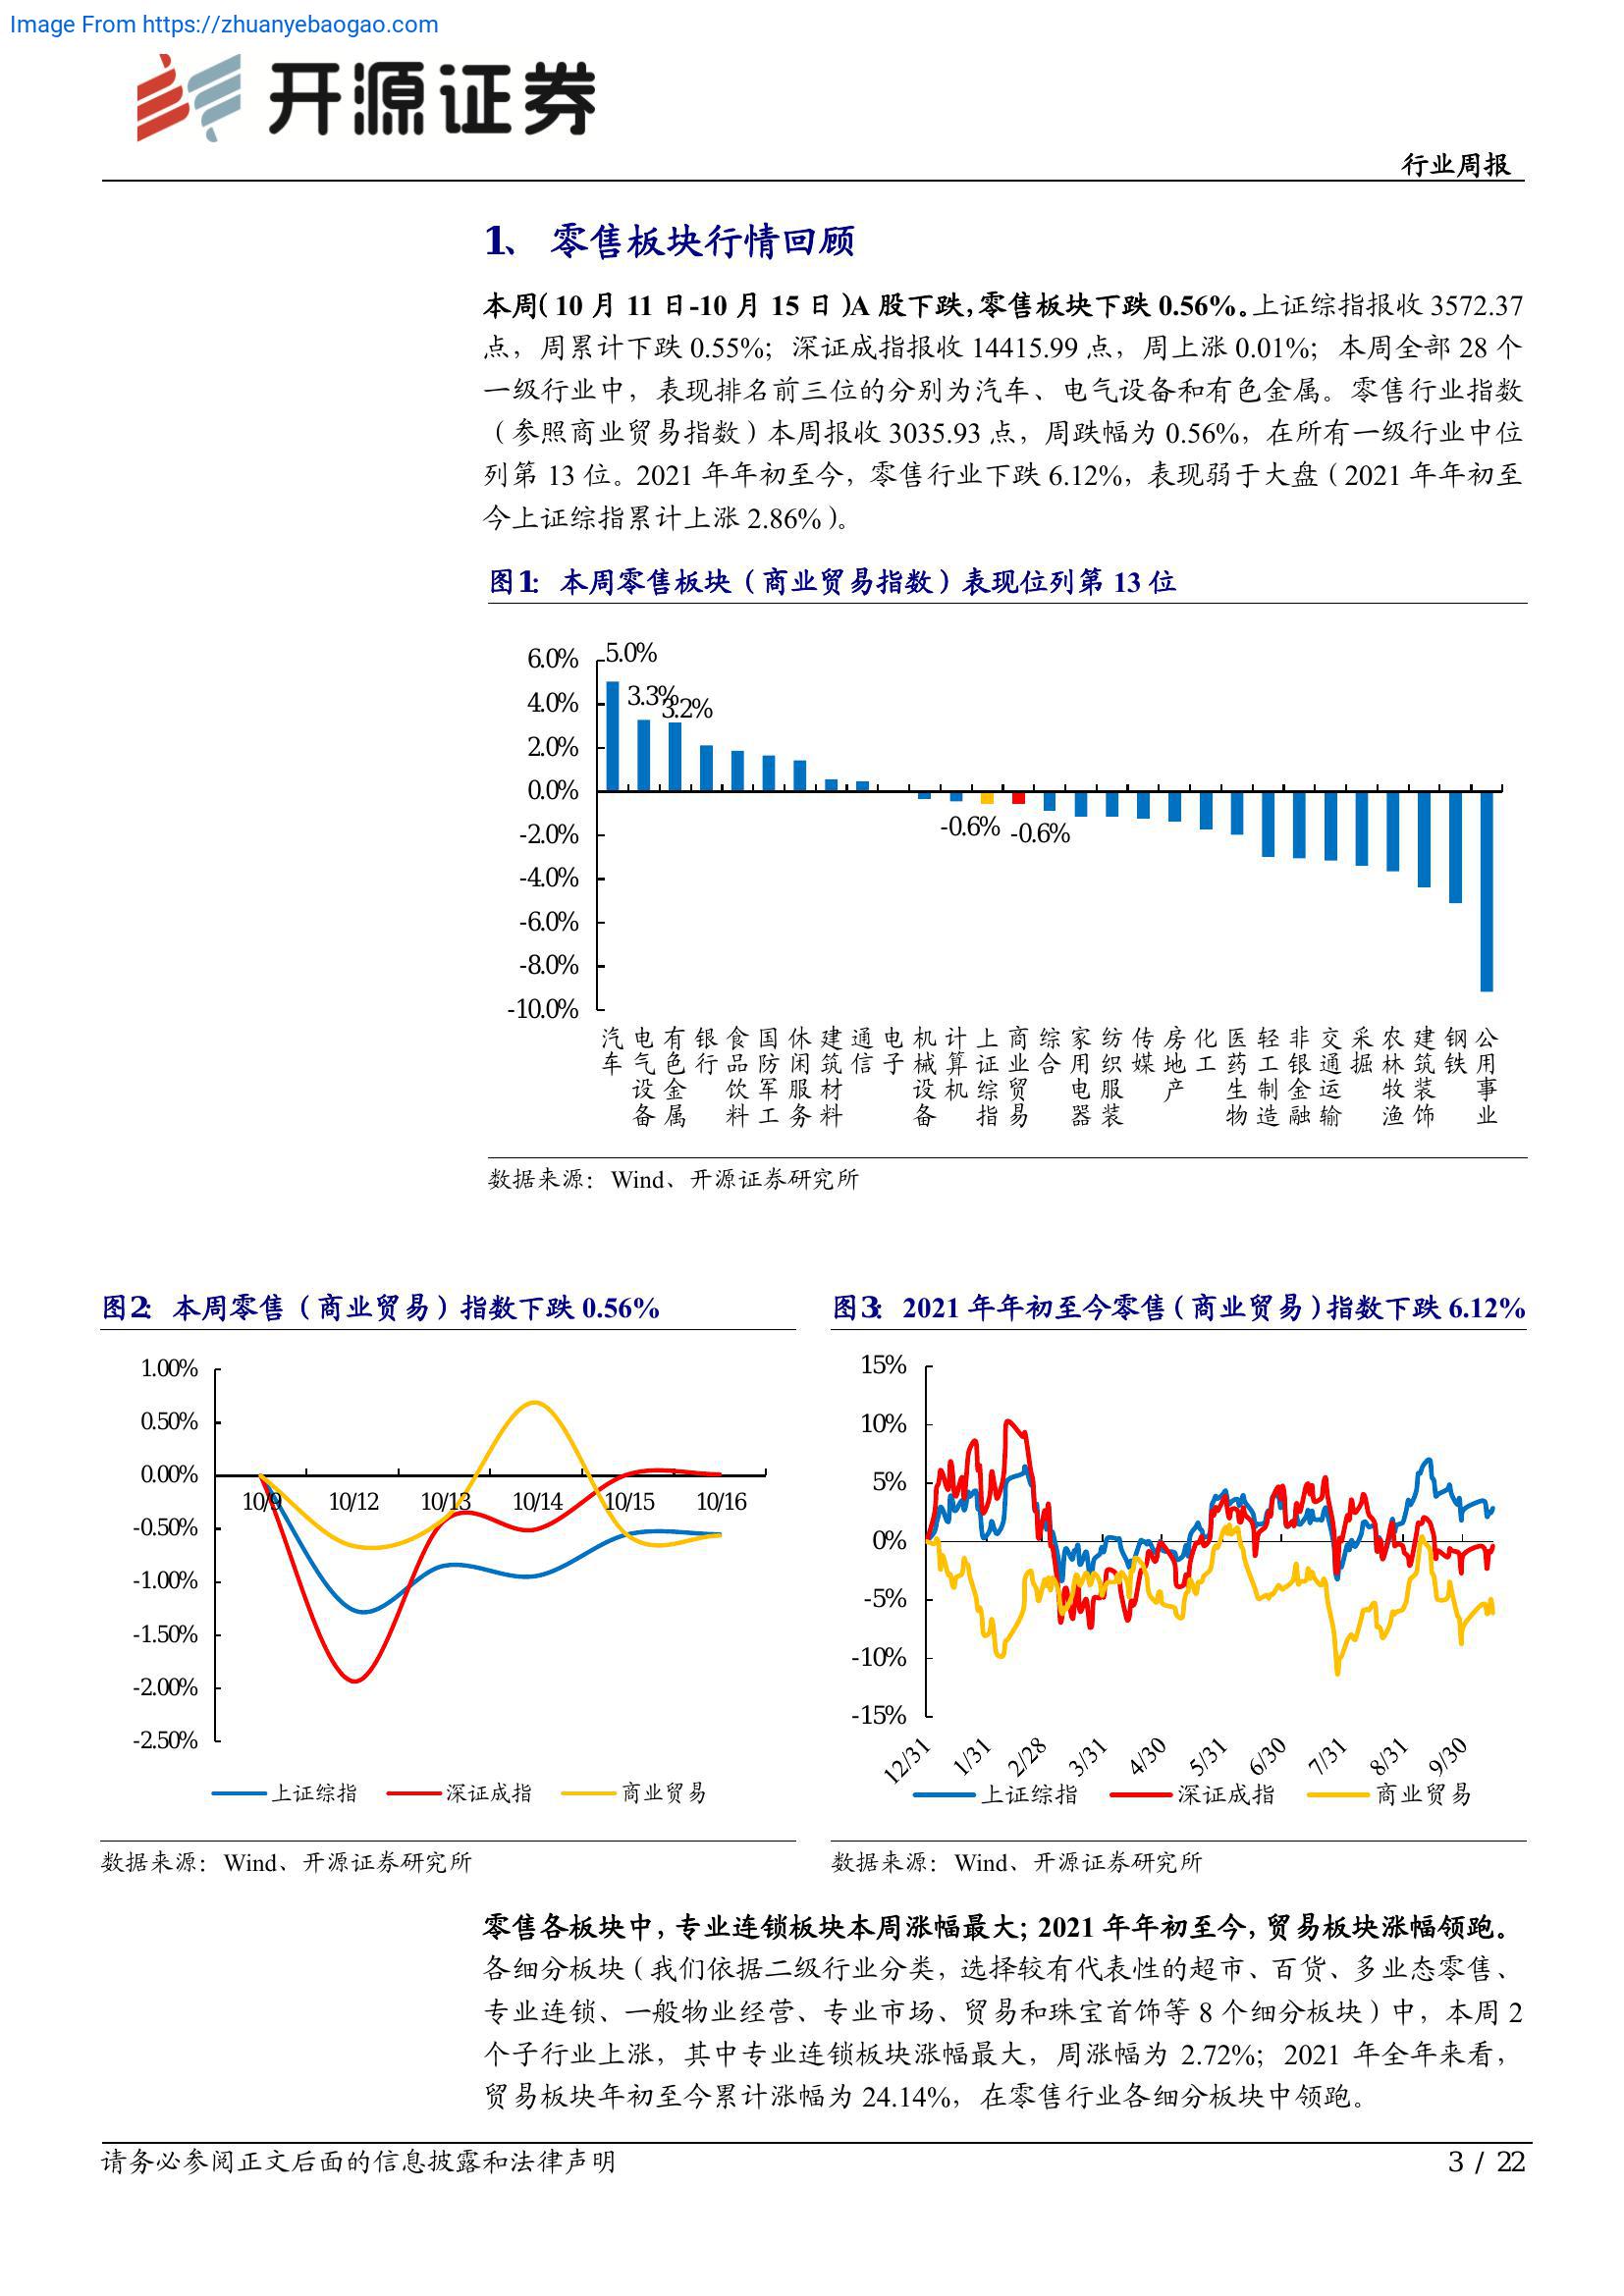 Image From https://zhuanyebaogao.com
开源证券
行业周报
1、 零售板块行情回顾
本周(10 月 11 日-10 月 15 日)A 股下跌,零售板块下跌 0.56%。上证综指报收 3572.37
点，周累计下跌 0.55%；深证成指报收 14415.99 点，周上涨 0.01%；本周全部 28 个
一级行业中，表现排名前三位的分别为汽车、电气设备和有色金属。零售行业指数
（参照商业贸易指数）本周报收 3035.93 点，周跌幅为 0.56%，在所有一级行业中位
列第 13 位。2021 年年初至今，零售行业下跌 6.12%，表现弱于大盘（2021 年年初至
今上证综指累计上涨 2.86%）。
图1： 本周零售板块（商业贸易指数）表现位列第 13 位
6.0%
4.0%
2.0%
0.0%
-2.0%
-4.0%
-6.0%
-8.0%
-10.0%
5.0%
3.3%
3.2%
-0.6%
-0.6%
汽车
电气设备
有色金属
银行
食品饮料
国防军工
休闲服务
建筑材料
通信
电子
机械设备
计算机
上证综指
商业贸易
综合
家用电器
纺织服装
传媒
房地产
化工
医药生物
轻工制造
非银金融
交通运输
采掘
农林牧渔
建筑装饰
钢铁
公用事业
数据来源：Wind、开源证券研究所
图2： 本周零售（商业贸易）指数下跌 0.56%
1.00%
0.50%
0.00%
-0.50%
-1.00%
-1.50%
-2.00%
-2.50%
10/9 10/12 10/13 10/14 10/15 10/16
上证综指 深证成指 商业贸易
数据来源：Wind、开源证券研究所
图3： 2021 年年初至今零售（商业贸易）指数下跌 6.12%
15%
10%
5%
0%
-5%
-10%
-15%
12/31 1/31 2/28 3/31 4/30 5/31 6/30 7/31 8/31 9/30
上证综指 深证成指 商业贸易
数据来源：Wind、开源证券研究所
零售各板块中，专业连锁板块本周涨幅最大；2021 年年初至今，贸易板块涨幅领跑。
各细分板块（我们依据二级行业分类，选择较有代表性的超市、百货、多业态零售、
专业连锁、一般物业经营、专业市场、贸易和珠宝首饰等 8 个细分板块）中，本周 2
个子行业上涨，其中专业连锁板块涨幅最大，周涨幅为 2.72%；2021 年全年来看，
贸易板块年初至今累计涨幅为 24.14%，在零售行业各细分板块中领跑。
请务必参阅正文后面的信息披露和法律声明
3 / 22